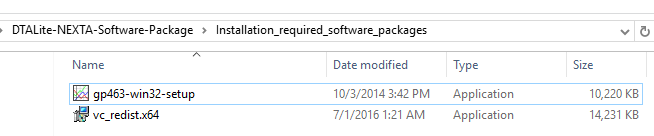 DTALite-NEXTA-Software-Package > Installation_required_software_packages
Name Date modified Type Size
gp463-win32-setup 10/3/2014 3:42 PM Application 10,220 KB
vc_redist.x64 7/1/2016 1:21 AM Application 14,231 KB